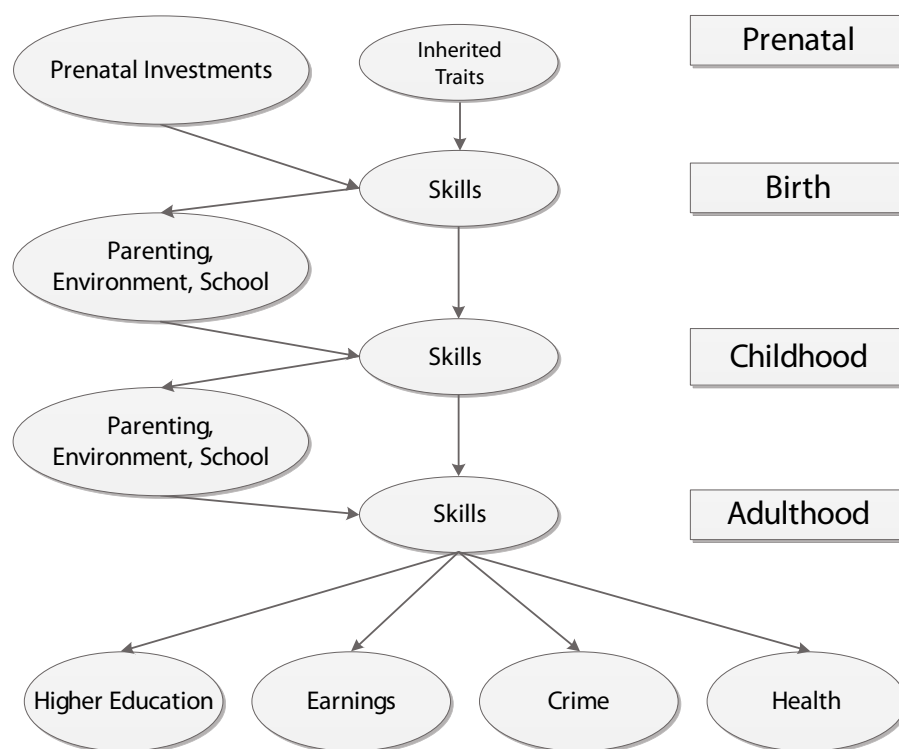 Prenatal Investments
Inherited
Traits
Prenatal
Skills
Birth
Parenting,
Environment, School
Skills
Childhood
Parenting,
Environment, School
Skills
Adulthood
Higher Education
Earnings
Crime
Health